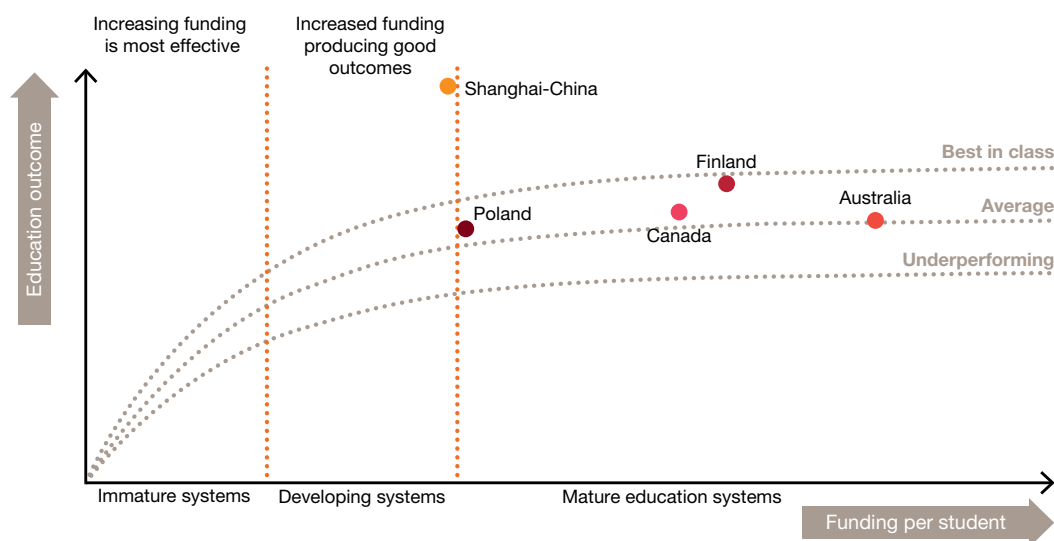 Increasing funding
is most effective
Increased funding
producing good
outcomes
Shanghai-China
Education outcome
Best in class
Finland
Australia
Average
Poland
Canada
Underperforming
Immature systems
Developing systems
Mature education systems
Funding per student